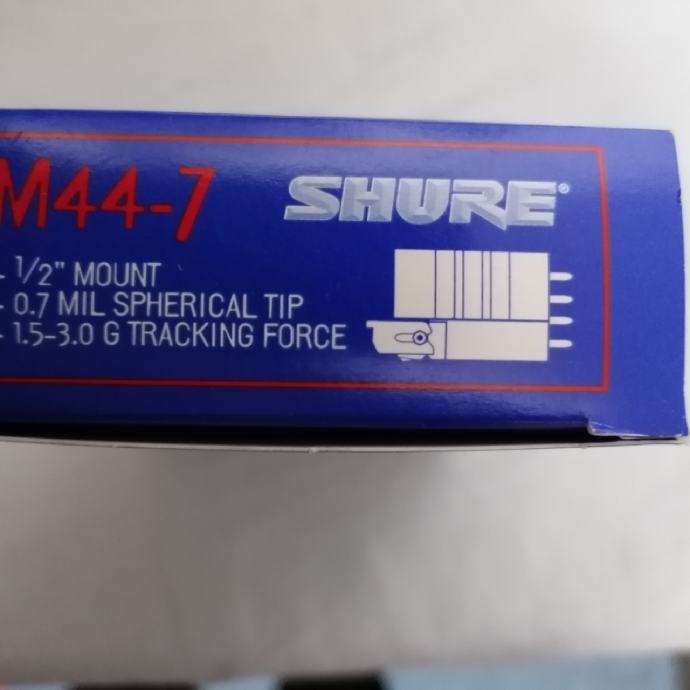 M44-7
SHURE®
- 1/2" MOUNT
- 0.7 MIL SPHERICAL TIP
- 1.5-3.0 G TRACKING FORCE